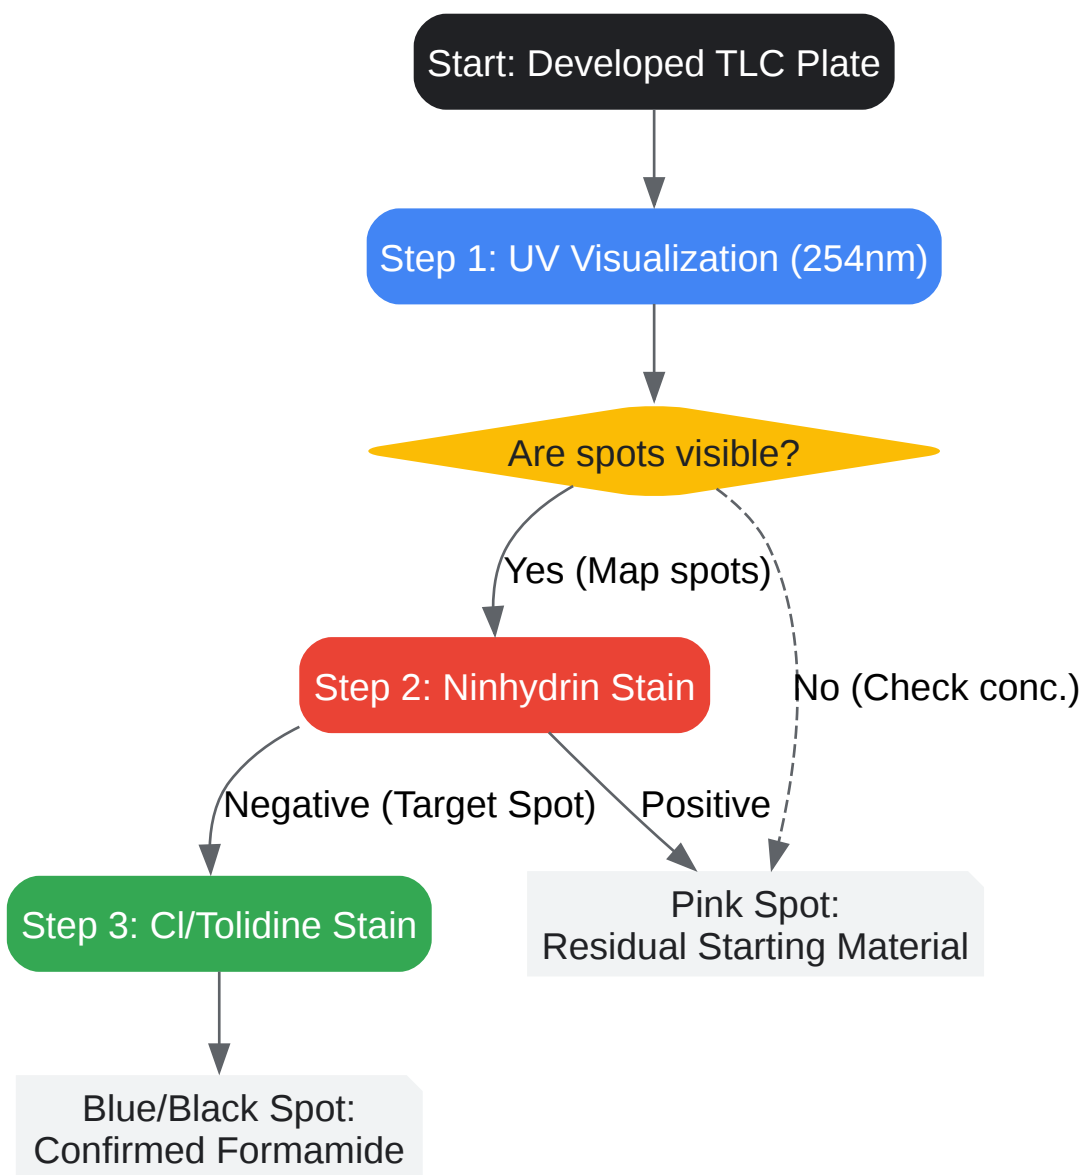 Start: Developed TLC Plate
Step 1: UV Visualization (254nm)
Are spots visible?
Yes (Map spots)
Step 2: Ninhydrin Stain
No (Check conc.)
Negative (Target Spot)
Positive
Pink Spot:
Residual Starting Material
Step 3: Cl/Tolidine Stain
Blue/Black Spot:
Confirmed Formamide